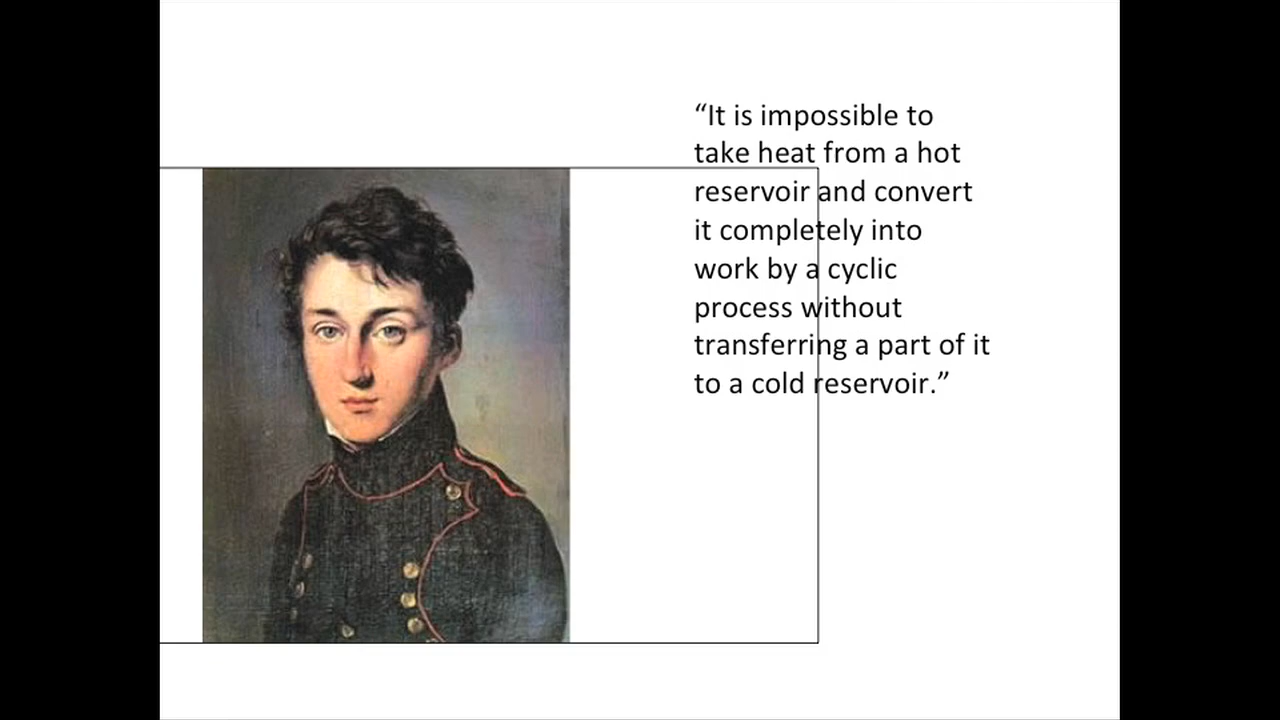 “It is impossible to
take heat from a hot
reservoir and convert
it completely into
work by a cyclic
process without
transferring a part of it
to a cold reservoir.”